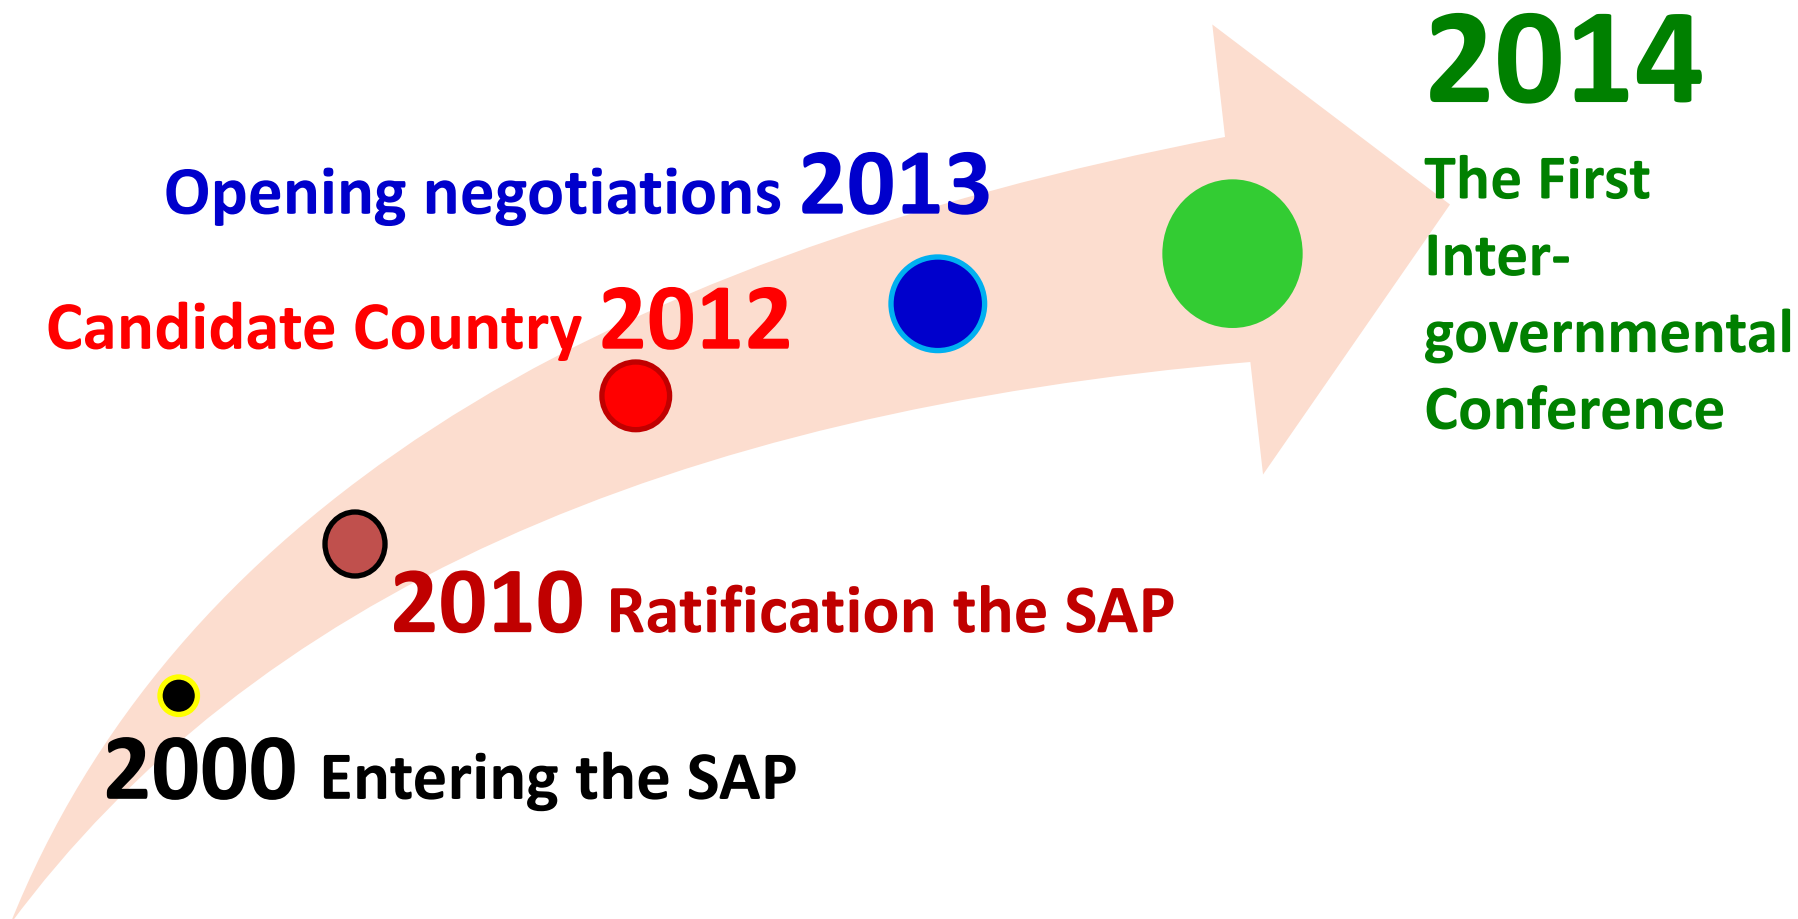 2014
The First
Inter-
governmental
Conference
Opening negotiations 2013
Candidate Country 2012
2010 Ratification the SAP
2000 Entering the SAP